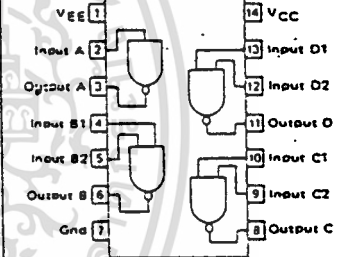 VEE 1
Input A 2
Output A 3
Input B1 4
Input B2 5
Output B 6
Gnd 7
14 VCC
13 Input D1
12 Input D2
11 Output D
10 Input C1
9 Input C2
8 Output C